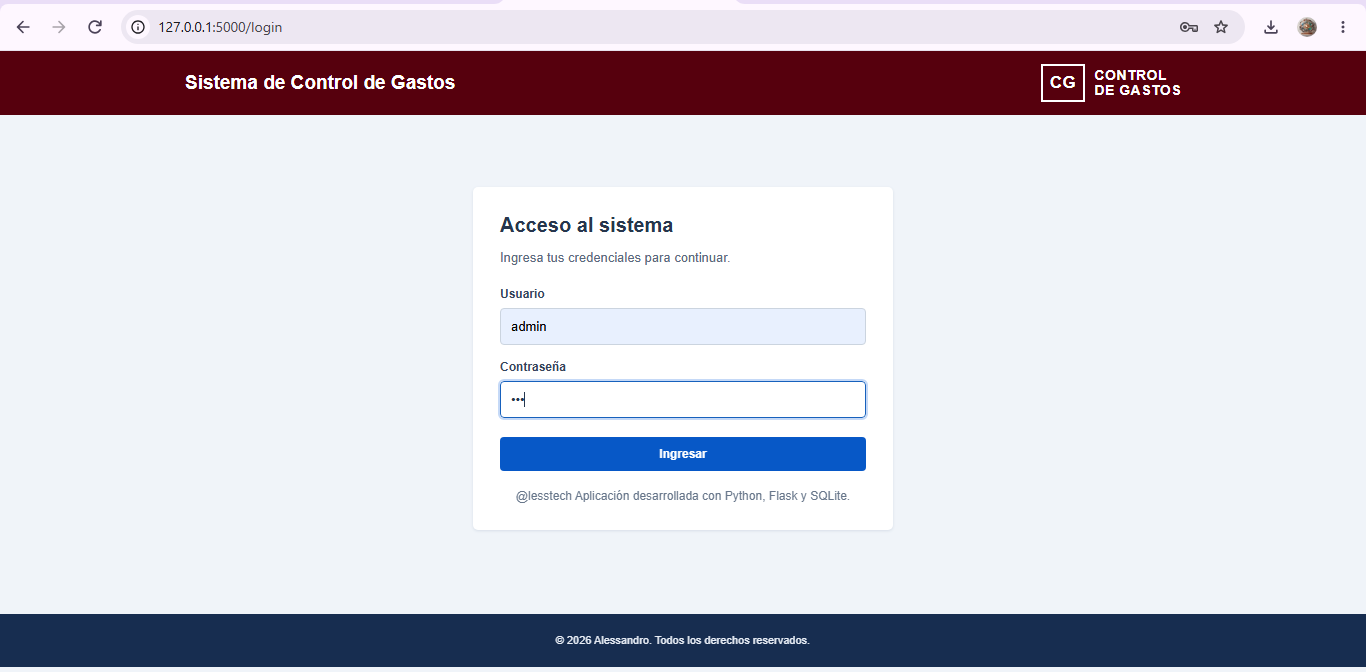 127.0.0.1:5000/login
Sistema de Control de Gastos
CG
CONTROL
DE GASTOS
Acceso al sistema
Ingresa tus credenciales para continuar.
Usuario
admin
Contraseña
•••
Ingresar
@lesstech Aplicación desarrollada con Python, Flask y SQLite.
© 2026 Alessandro. Todos los derechos reservados.